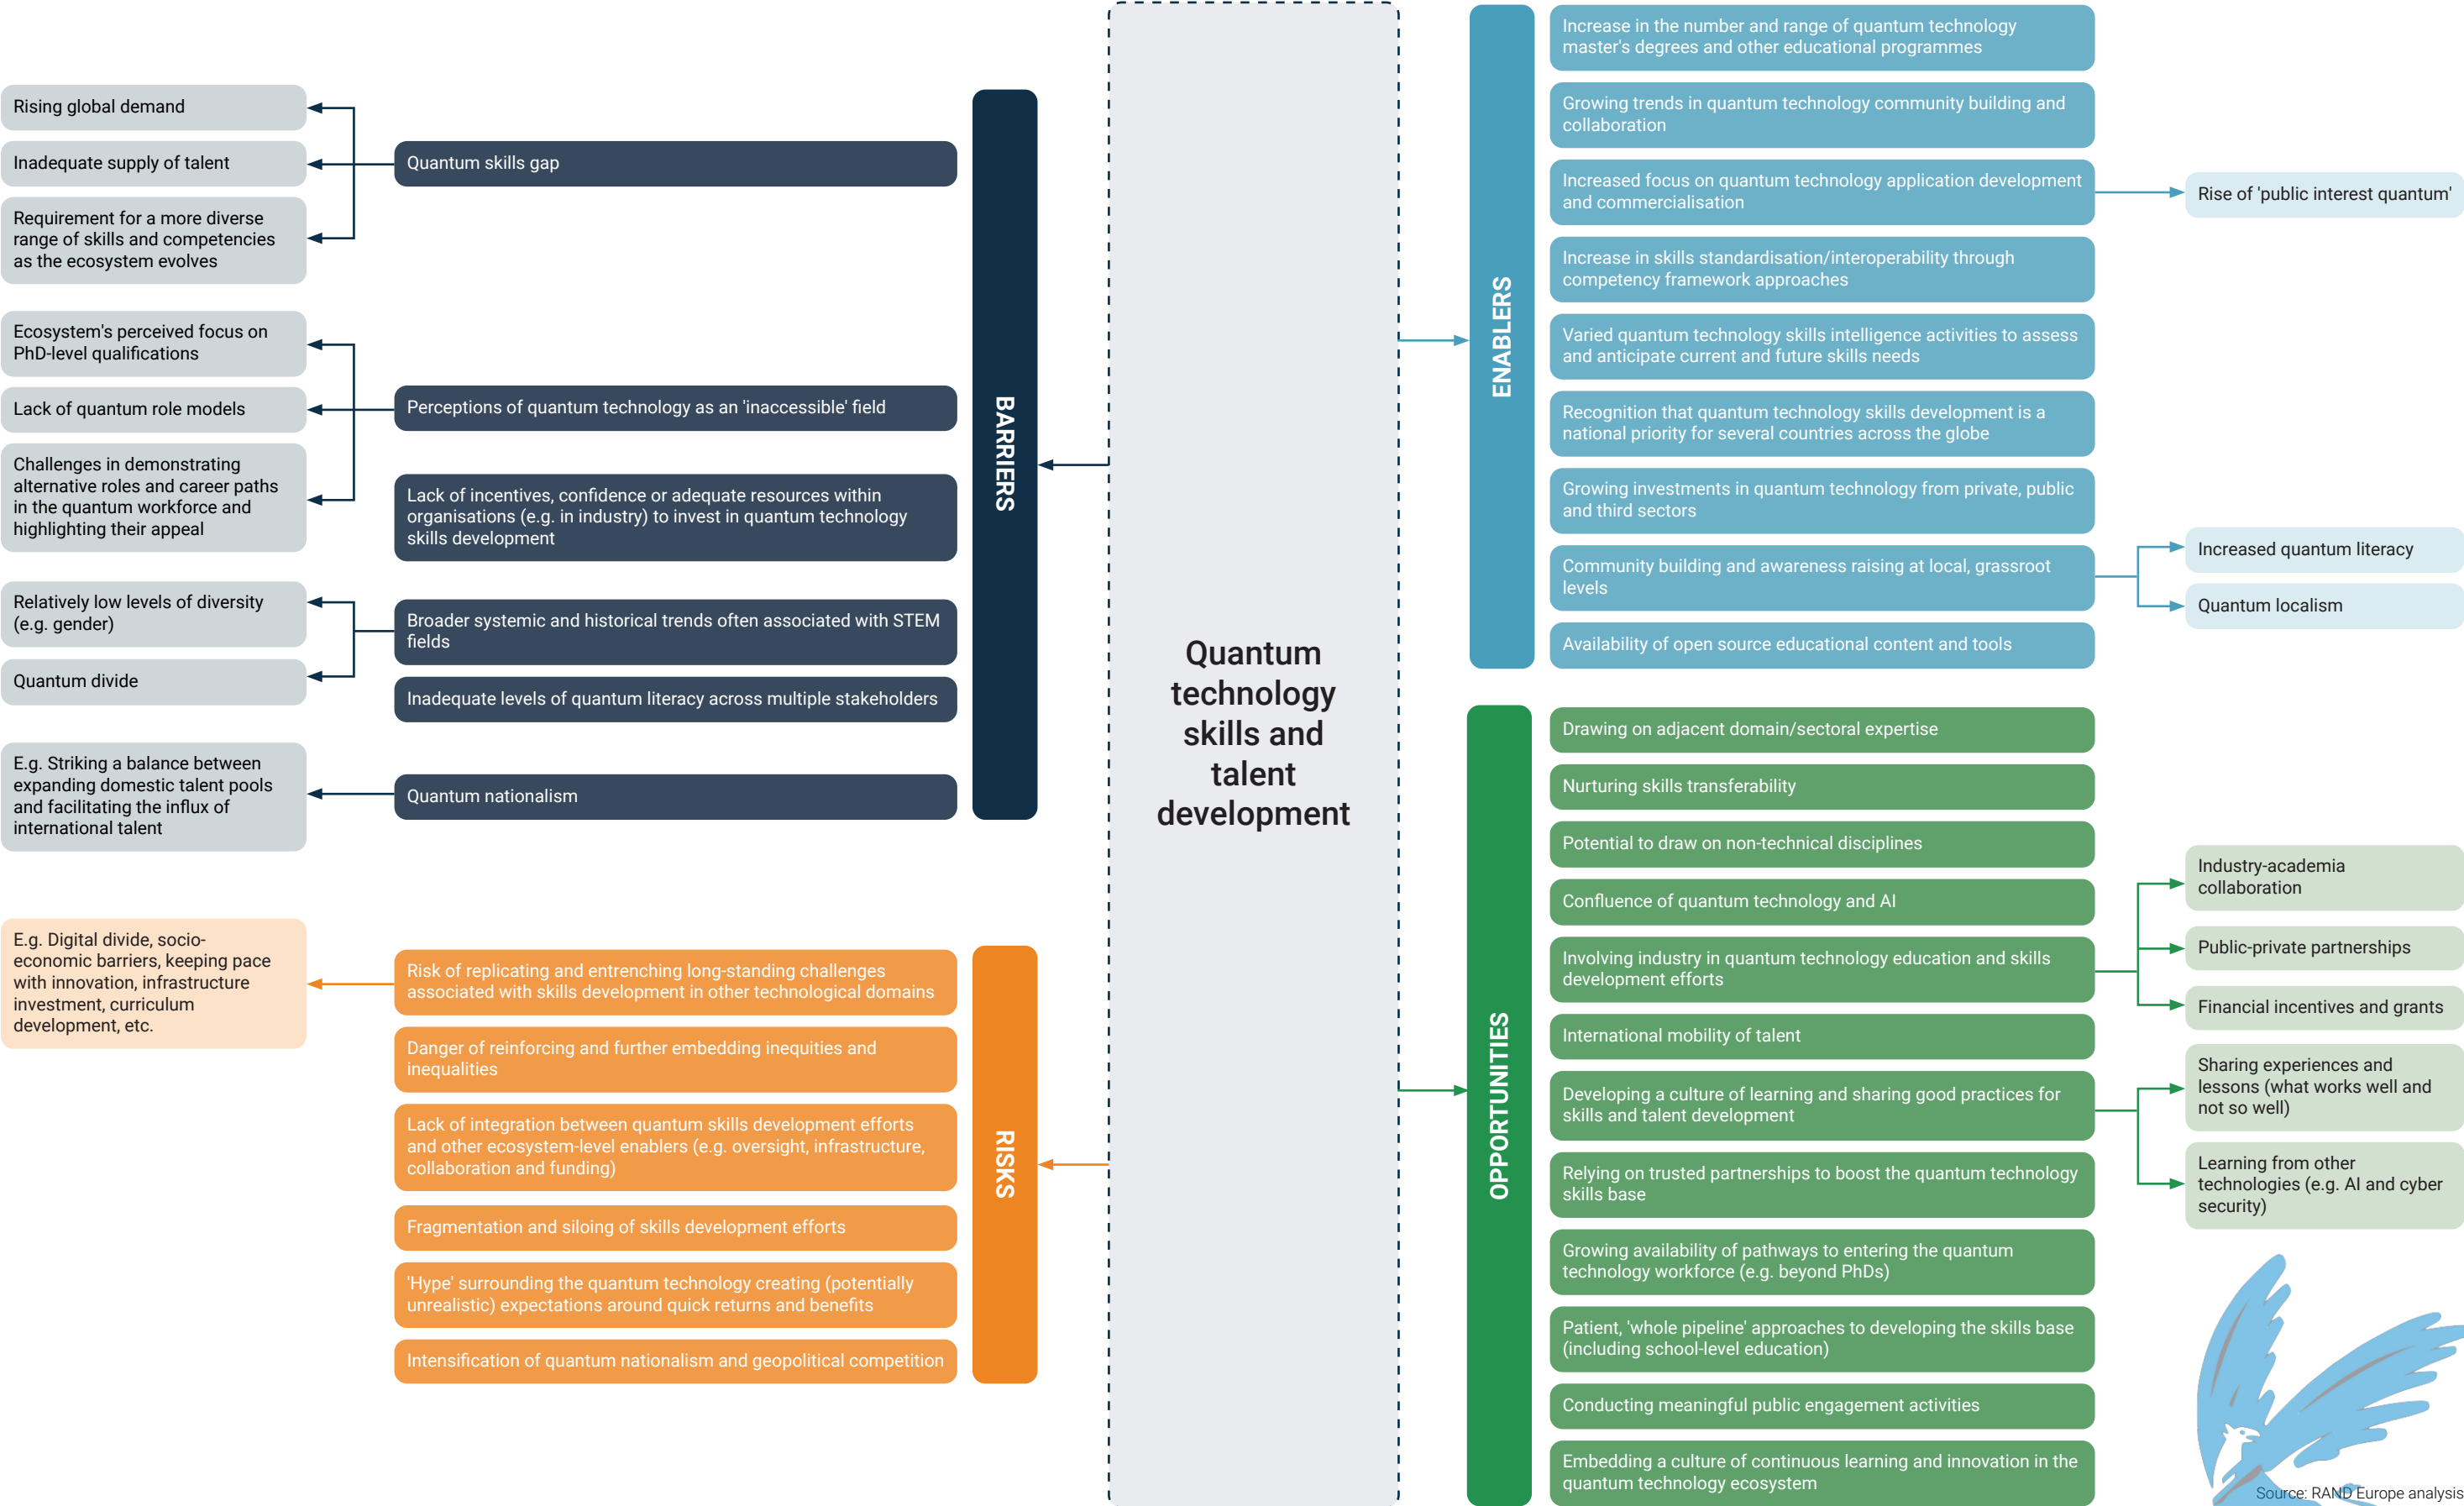 Quantum
technology
skills and
talent
development
BARRIERS
Quantum skills gap
Rising global demand
Inadequate supply of talent
Requirement for a more diverse
range of skills and competencies
as the ecosystem evolves
Perceptions of quantum technology as an 'inaccessible' field
Ecosystem's perceived focus on
PhD-level qualifications
Lack of quantum role models
Challenges in demonstrating
alternative roles and career paths
in the quantum workforce and
highlighting their appeal
Lack of incentives, confidence or adequate resources within
organisations (e.g. in industry) to invest in quantum technology
skills development
Broader systemic and historical trends often associated with STEM
fields
Relatively low levels of diversity
(e.g. gender)
Quantum divide
Inadequate levels of quantum literacy across multiple stakeholders
Quantum nationalism
E.g. Striking a balance between
expanding domestic talent pools
and facilitating the influx of
international talent
RISKS
Risk of replicating and entrenching long-standing challenges
associated with skills development in other technological domains
E.g. Digital divide, socio-
economic barriers, keeping pace
with innovation, infrastructure
investment, curriculum
development, etc.
Danger of reinforcing and further embedding inequities and
inequalities
Lack of integration between quantum skills development efforts
and other ecosystem-level enablers (e.g. oversight, infrastructure,
collaboration and funding)
Fragmentation and siloing of skills development efforts
'Hype' surrounding the quantum technology creating (potentially
unrealistic) expectations around quick returns and benefits
Intensification of quantum nationalism and geopolitical competition
ENABLERS
Increase in the number and range of quantum technology
master's degrees and other educational programmes
Growing trends in quantum technology community building and
collaboration
Increased focus on quantum technology application development
and commercialisation
Rise of 'public interest quantum'
Increase in skills standardisation/interoperability through
competency framework approaches
Varied quantum technology skills intelligence activities to assess
and anticipate current and future skills needs
Recognition that quantum technology skills development is a
national priority for several countries across the globe
Growing investments in quantum technology from private, public
and third sectors
Community building and awareness raising at local, grassroot
levels
Increased quantum literacy
Quantum localism
Availability of open source educational content and tools
OPPORTUNITIES
Drawing on adjacent domain/sectoral expertise
Nurturing skills transferability
Potential to draw on non-technical disciplines
Confluence of quantum technology and AI
Involving industry in quantum technology education and skills
development efforts
Industry-academia
collaboration
Public-private partnerships
Financial incentives and grants
International mobility of talent
Developing a culture of learning and sharing good practices for
skills and talent development
Sharing experiences and
lessons (what works well and
not so well)
Learning from other
technologies (e.g. AI and cyber
security)
Relying on trusted partnerships to boost the quantum technology
skills base
Growing availability of pathways to entering the quantum
technology workforce (e.g. beyond PhDs)
Patient, 'whole pipeline' approaches to developing the skills base
(including school-level education)
Conducting meaningful public engagement activities
Embedding a culture of continuous learning and innovation in the
quantum technology ecosystem
Source: RAND Europe analysis